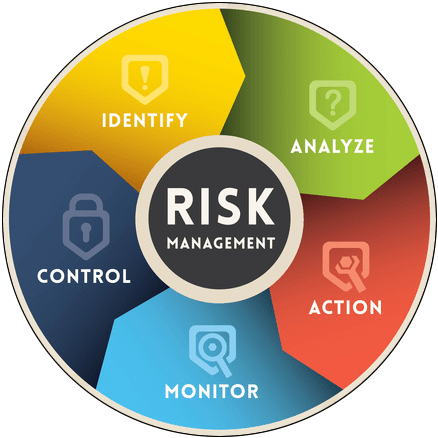 IDENTIFY
ANALYZE
RISK
MANAGEMENT
CONTROL
ACTION
MONITOR